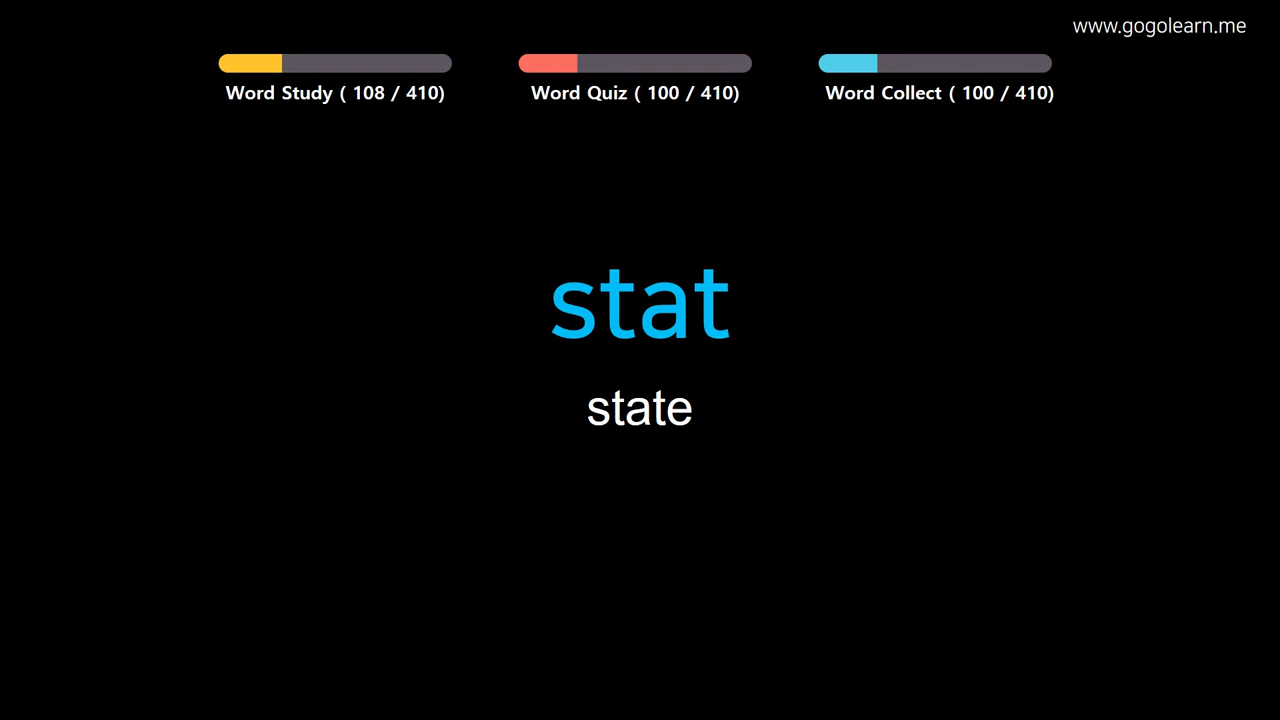 www.gogolearn.me
Word Study ( 108 / 410)
Word Quiz ( 100 / 410)
Word Collect ( 100 / 410)
stat
state